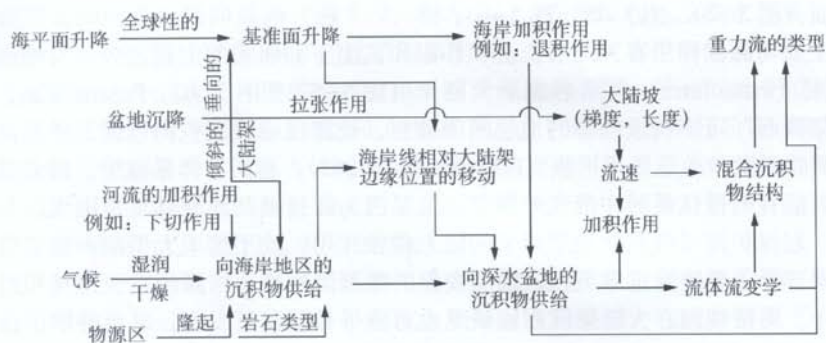 海平面升降
全球性的
基准面升降
海岸加积作用
例如：退积作用
重力流的类型
倾斜的
垂向的
大陆架
盆地沉降
拉张作用
大陆坡
(梯度，长度)
海岸线相对大陆架
边缘位置的移动
流速
混合沉积
物结构
河流的加积作用
例如：下切作用
加积作用
气候
湿润
干燥
向海岸地区的
沉积物供给
向深水盆地的
沉积物供给
流体流变学
物源区
隆起
岩石类型